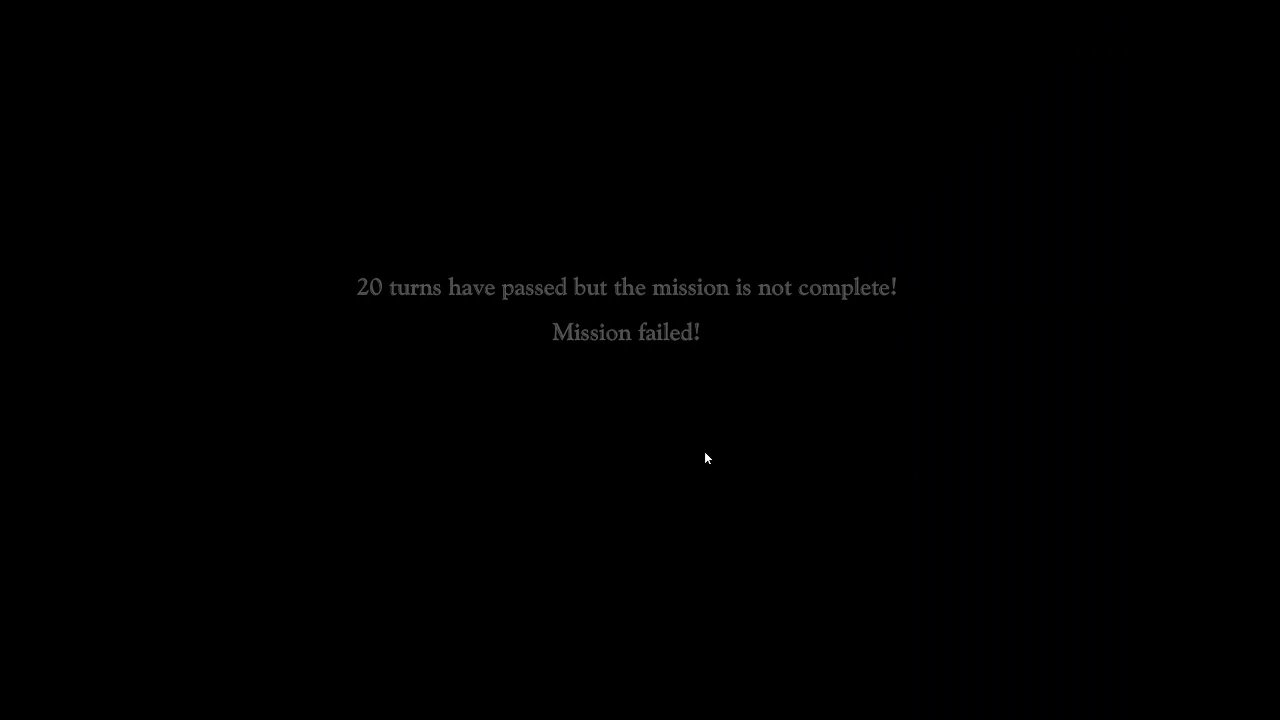 20 turns have passed but the mission is not complete!
Mission failed!